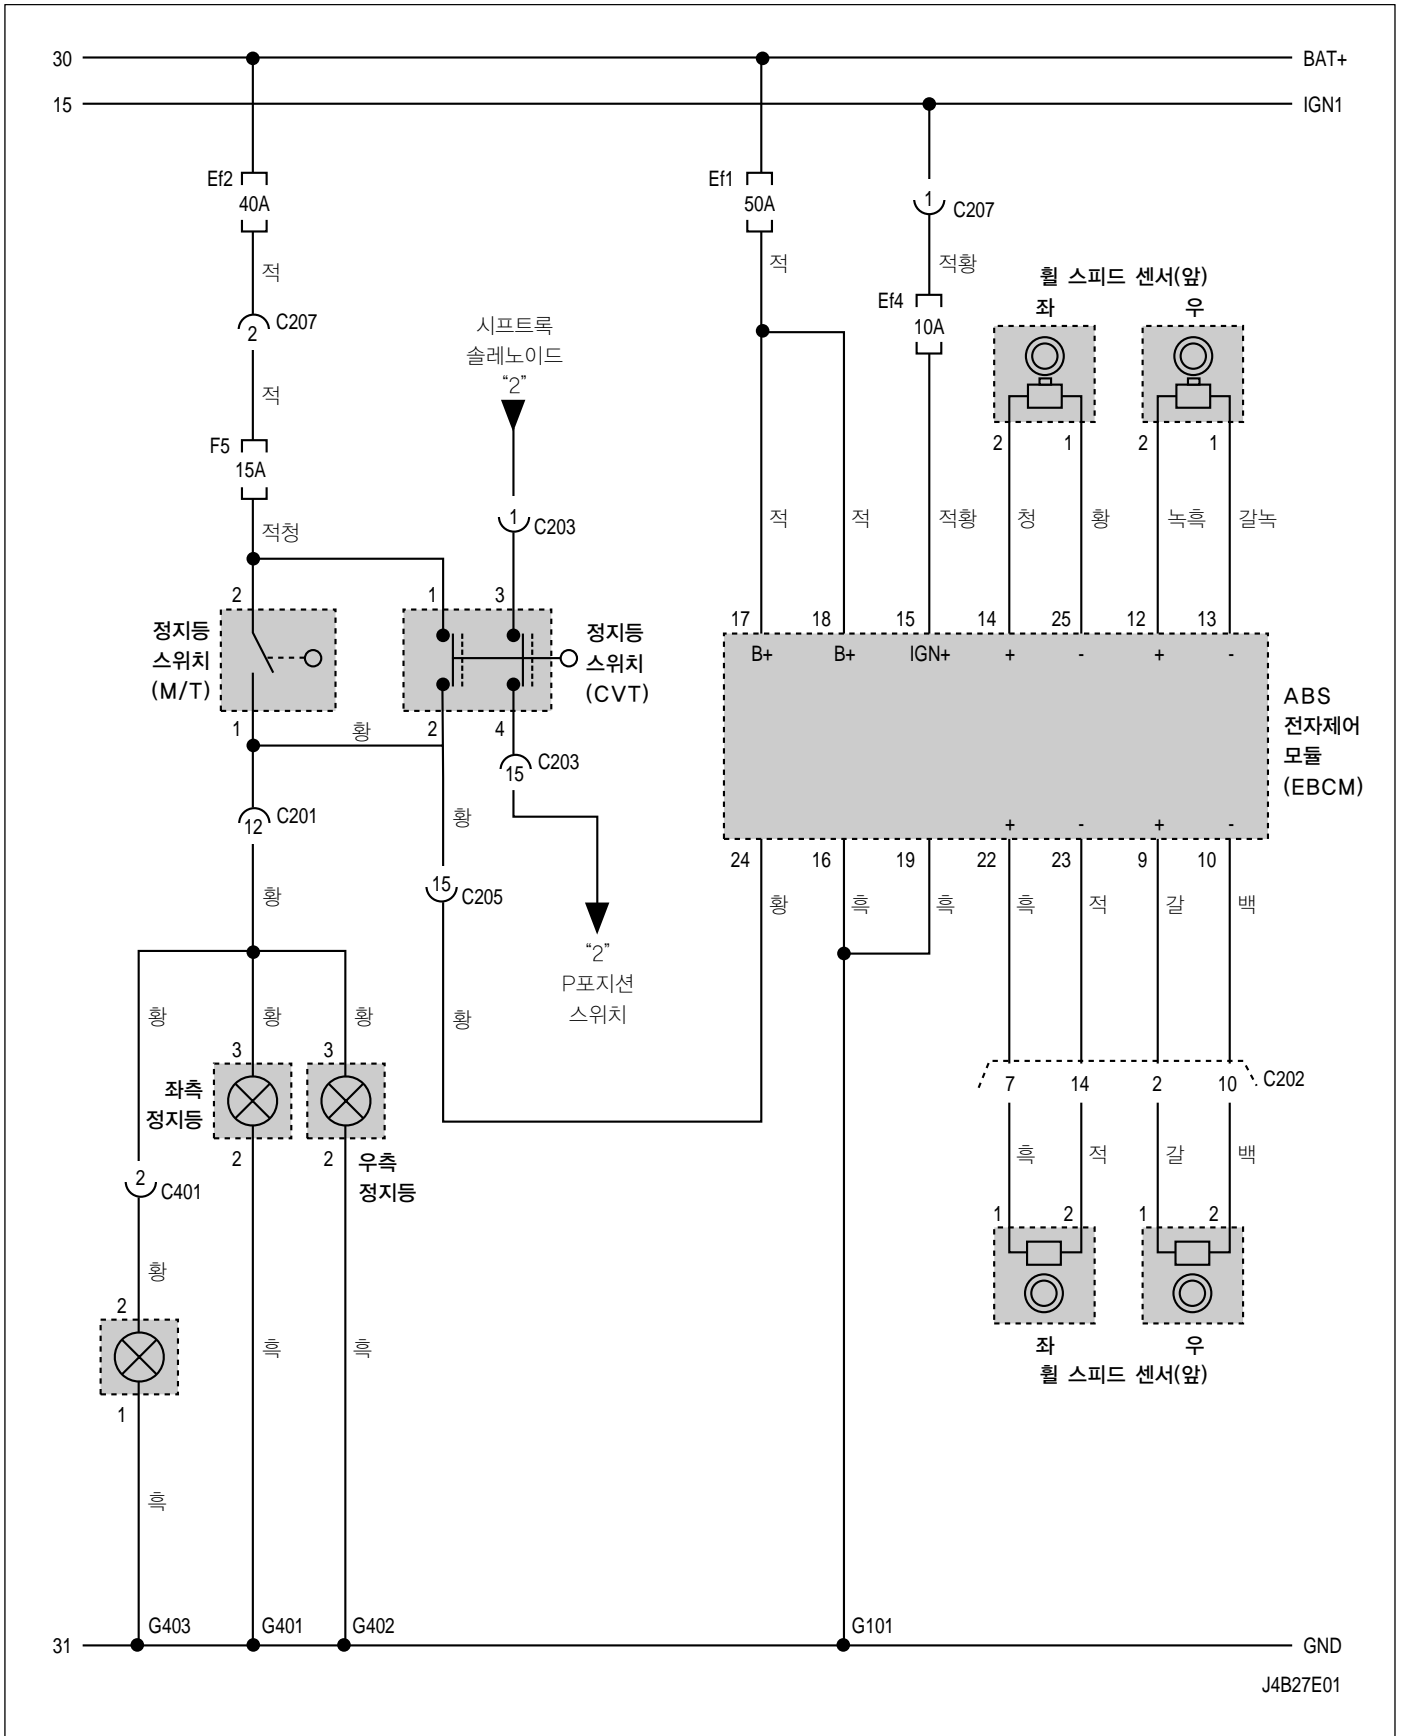 30 BAT+
15 IGN1
Ef2
40A
Ef1
50A
1 C207
적
적
적황
휠 스피드 센서(앞)
좌 우
Ef4
10A
2 C207
시프트록
솔레노이드
“2”
적
F5
15A
2 1 2 1
적청
1 C203
적 적 적황 청 황 녹흑 갈녹
2 1 3
17 18 15 14 25 12 13
정지등
스위치
(M/T)
정지등
스위치
(CVT)
B+ B+ IGN+ + - + -
ABS
전자제어
모듈
(EBCM)
1 황 2 4
15 C203
12 C201
황
+ - + -
24 16 19 22 23 9 10
황
15 C205
황 흑 흑 흑 적 갈 백
“2”
P포지션
스위치
황 황 황 황
3 3
좌측
정지등
2 2
우측
정지등
7 14 2 10 C202
흑 적 갈 백
2 C401
1 2 1 2
황
2
1
흑 흑
좌 우
휠 스피드 센서(앞)
흑
G403 G401 G402 G101
31 GND
J4B27E01